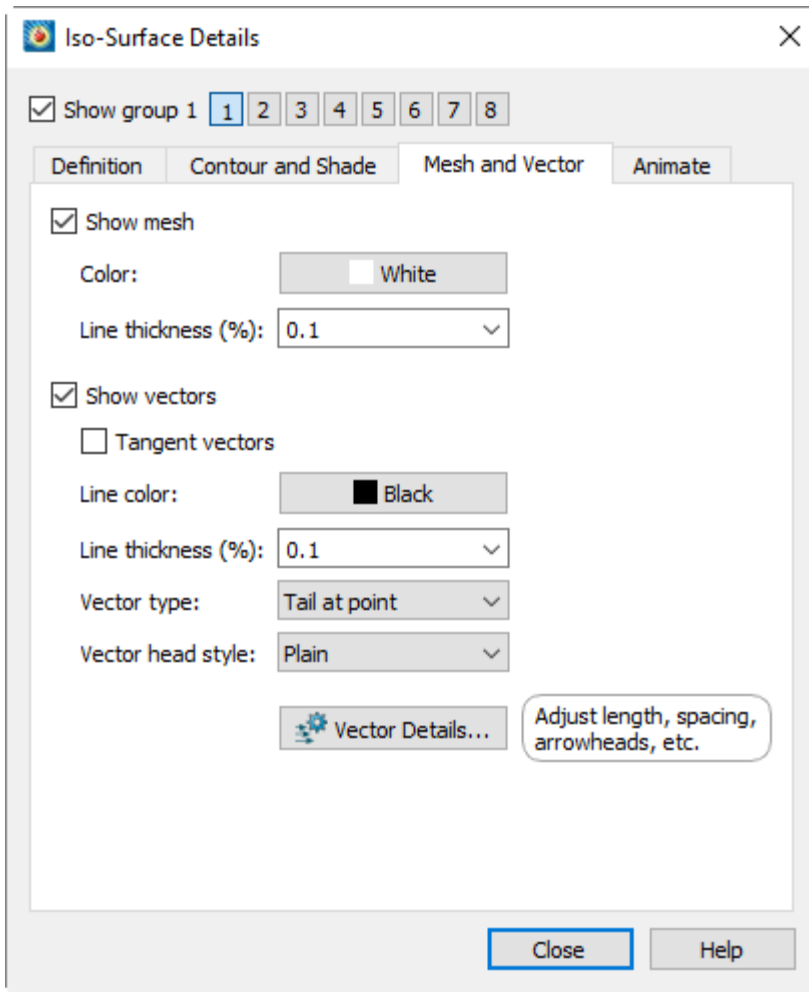 Iso-Surface Details
Show group 1 1 2 3 4 5 6 7 8
Definition Contour and Shade Mesh and Vector Animate
Show mesh
Color: White
Line thickness (%): 0.1
Show vectors
Tangent vectors
Line color: Black
Line thickness (%): 0.1
Vector type: Tail at point
Vector head style: Plain
Vector Details... Adjust length, spacing,
arrowheads, etc.
Close Help